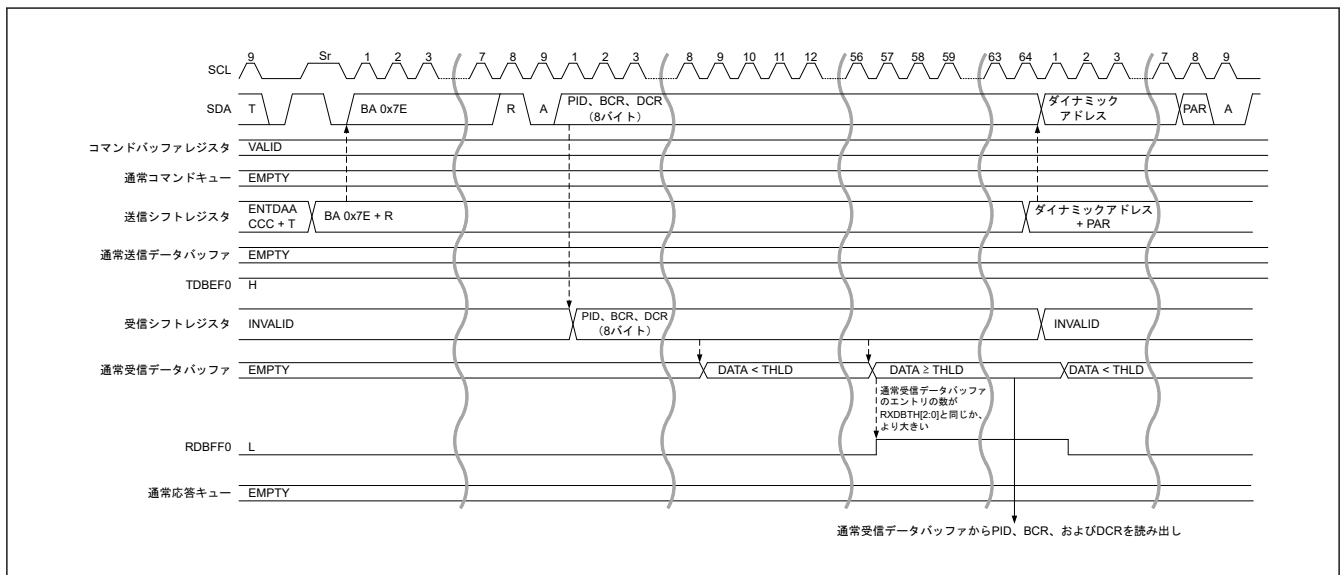 9 Sr 1 2 3 7 8 9 1 2 3 8 9 10 11 12 56 57 58 59 63 64 1 2 3 7 8 9
SCL
SDA T BA 0x7E R A PID、BCR、DCR
(8バイト)
ダイナミック
アドレス
PAR A
コマンドバッファレジスタ VALID
通常コマンドキュー EMPTY
送信シフトレジスタ ENTDAA
CCC + T
BA 0x7E + R
ダイナミックアドレス
+ PAR
通常送信データバッファ EMPTY
TDBEF0 H
受信シフトレジスタ INVALID
PID、BCR、DCR
(8バイト)
INVALID
通常受信データバッファ EMPTY DATA < THLD DATA ≥ THLD DATA < THLD
通常受信データバッファ
のエントリの数が
RXDBTH[2:0]と同じか、
より大きい
RDBFF0 L
通常応答キュー EMPTY
通常受信データバッファからPID、BCR、およびDCRを読み出し